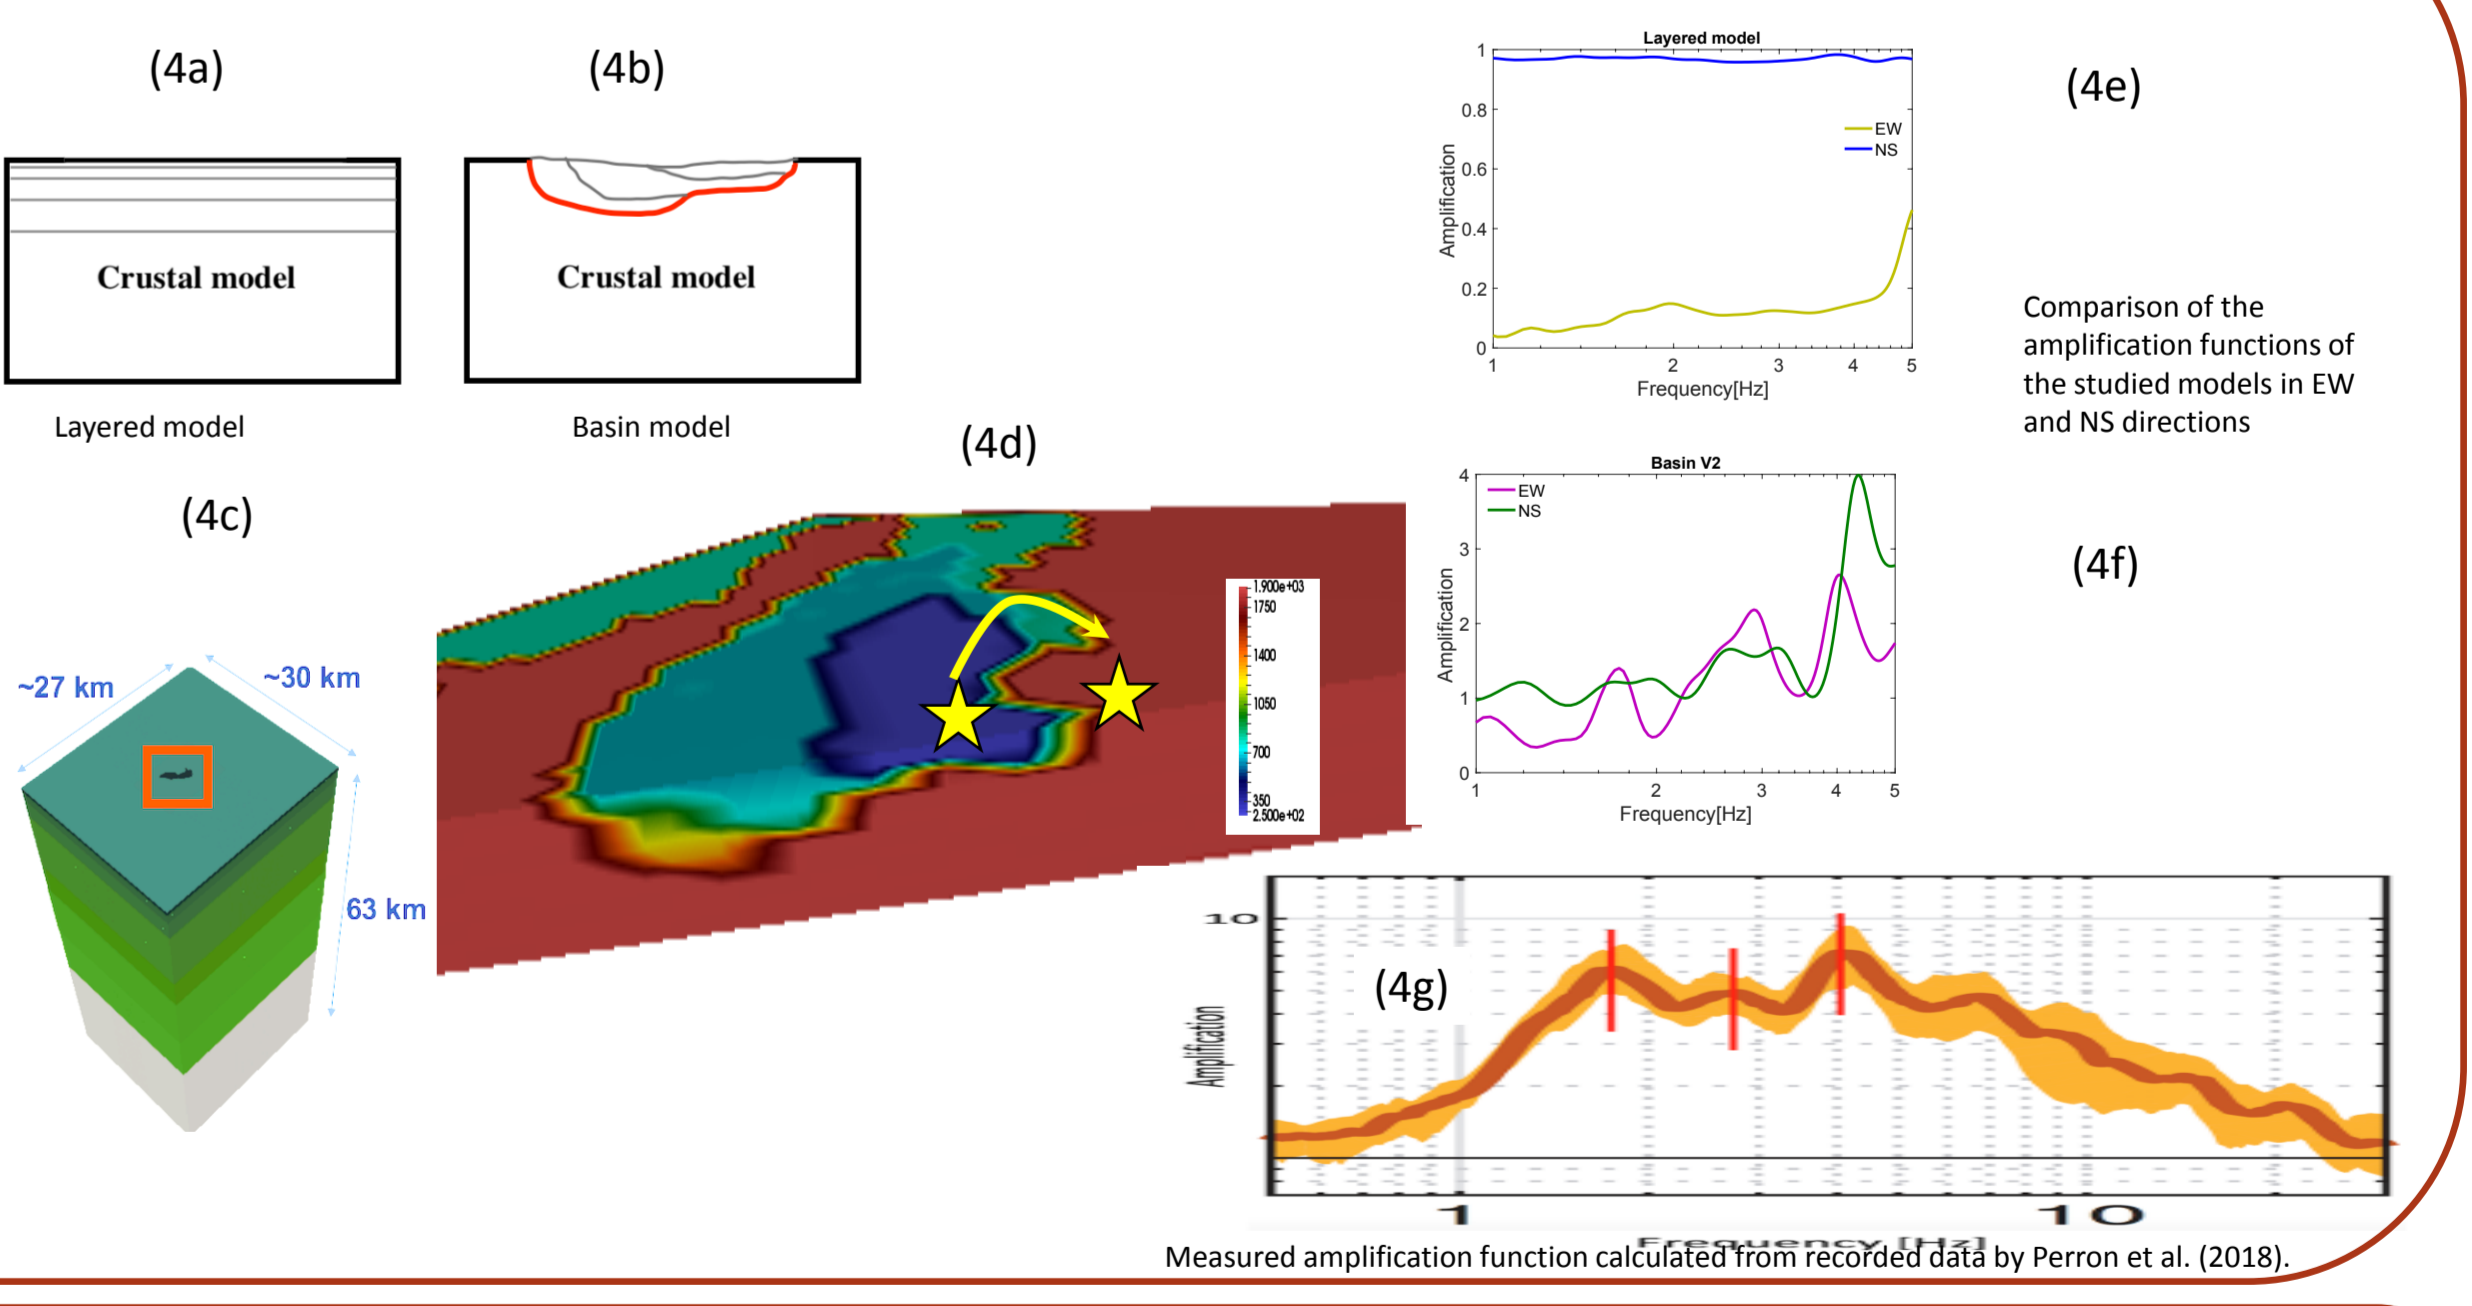 (4a)
Crustal model
Layered model
(4b)
Crustal model
Basin model
(4c)
~27 km
~30 km
63 km
(4d)
1.900e+03
1750
1400
1050
700
350
2.500e+02
Layered model
1
0.8
0.6
0.4
0.2
0
Amplification
EW
NS
1 2 3 4 5
Frequency[Hz]
(4e)
Comparison of the
amplification functions of
the studied models in EW
and NS directions
Basin V2
4
3
2
1
0
Amplification
EW
NS
1 2 3 4 5
Frequency[Hz]
(4f)
10
(4g)
Amplification
1 10
Frequency [Hz]
Measured amplification function calculated from recorded data by Perron et al. (2018).